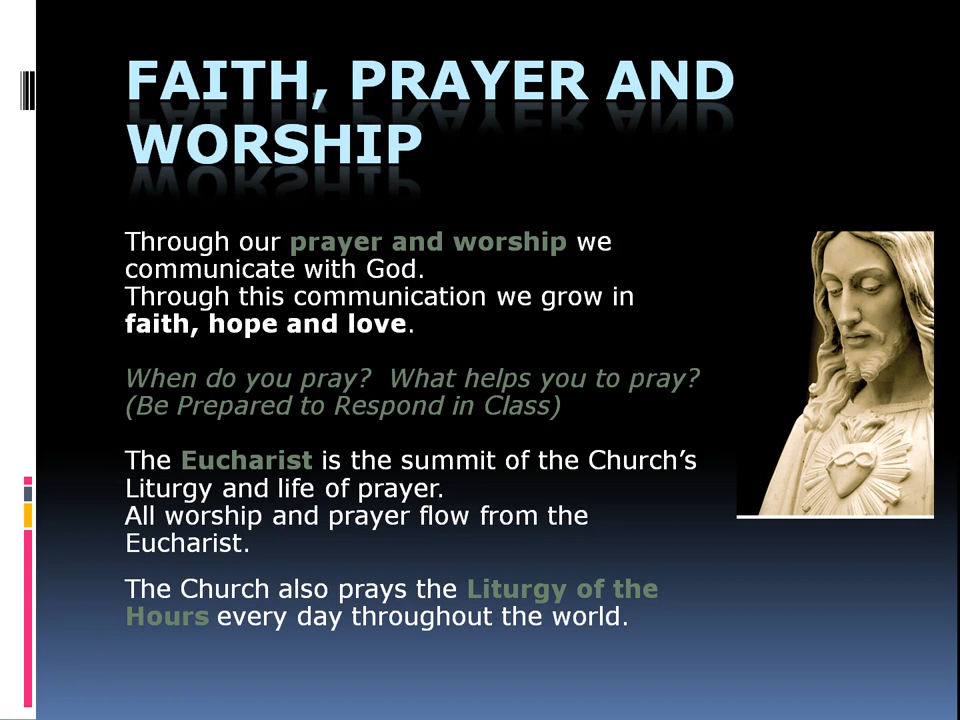 FAITH, PRAYER AND
WORSHIP
Through our prayer and worship we
communicate with God.
Through this communication we grow in
faith, hope and love.
When do you pray?  What helps you to pray?
(Be Prepared to Respond in Class)
The Eucharist is the summit of the Church’s
Liturgy and life of prayer.
All worship and prayer flow from the
Eucharist.
The Church also prays the Liturgy of the
Hours every day throughout the world.